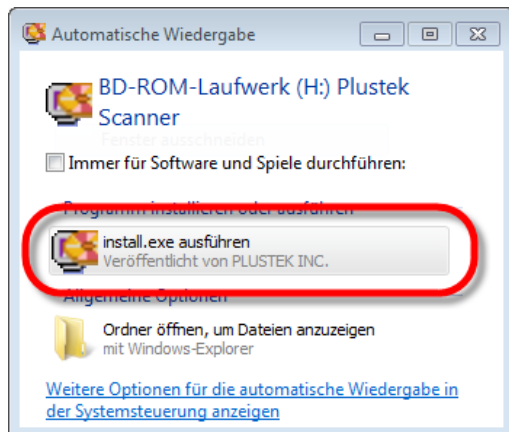 Automatische Wiedergabe
BD-ROM-Laufwerk (H:) Plustek
Scanner
Fenster ausschneiden
Immer für Software und Spiele durchführen:
Programm installieren oder ausführen
install.exe ausführen
Veröffentlicht von PLUSTEK INC.
Allgemeine Optionen
Ordner öffnen, um Dateien anzuzeigen
mit Windows-Explorer
Weitere Optionen für die automatische Wiedergabe in
der Systemsteuerung anzeigen